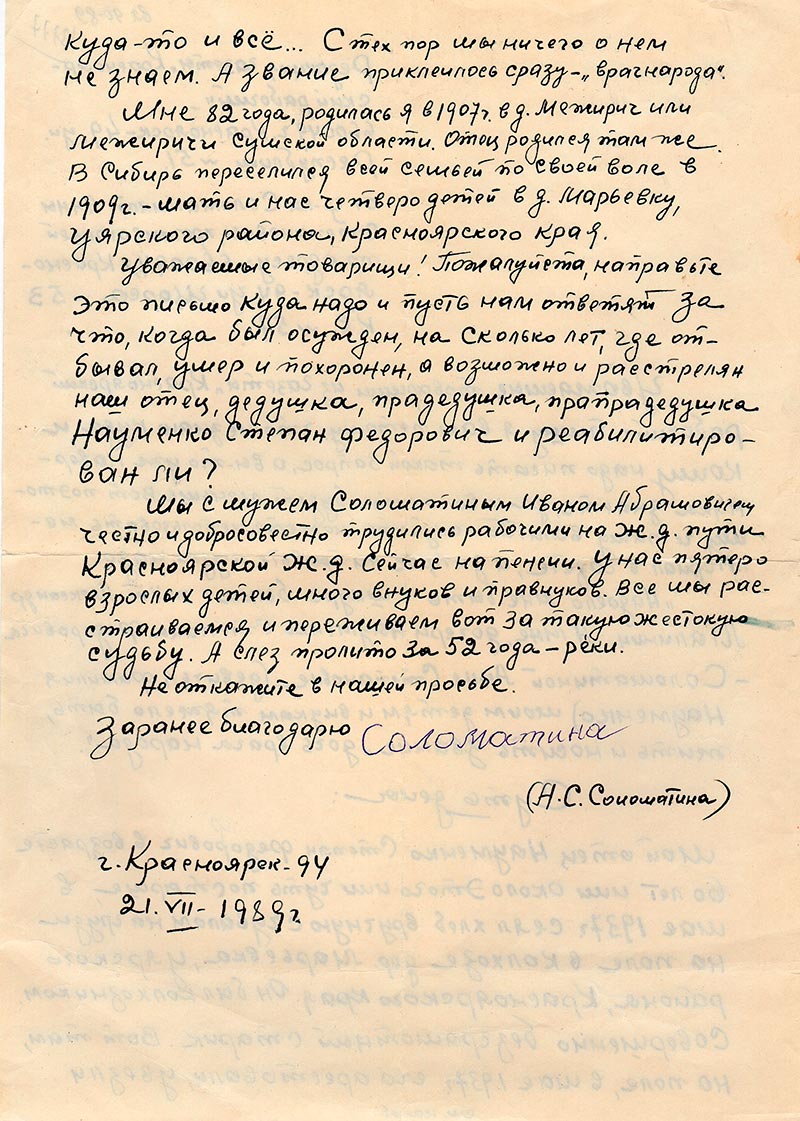 куда-то и всё... С тех пор мы ничего о нем
не знаем. А звание приклеилось сразу - „враг народа".
Мне 82 года, родилась я в 1907г. в д. Межирич или
Межиричи Сумской области. Отец родился там же.
В Сибирь переселился всей семьей по своей воле в
1909г. - мать и нас четверо детей в д. Марьевку,
Уярского района, Красноярского края.
Уважаемые товарищи! Пожалуйста, направьте
это письмо куда надо и пусть нам ответят за
что, когда был осужден, на сколько лет, где от-
бывал, умер и похоронен, а возможно и расстрелян
наш отец, дедушка, прадедушка, прапрадедушка
Науменко Степан Федорович и реабилитиро-
ван ли?
Мы с мужем Соломатиным Иваном Абрамовичем
честно и добросовестно трудились рабочими на ж.д. пути
Красноярской ж.д. Сейчас на пенсии. У нас пятеро
взрослых детей, много внуков и правнуков. Все мы рас-
страиваемся и переживаем вот за такую жестокую
судьбу. А слез пролито за 52 года - реки.
Не откажите в нашей просьбе.
Заранее благодарю Соломатина
(А.С. Соломатина)
г. Красноярск-94
21.VII-1989г.